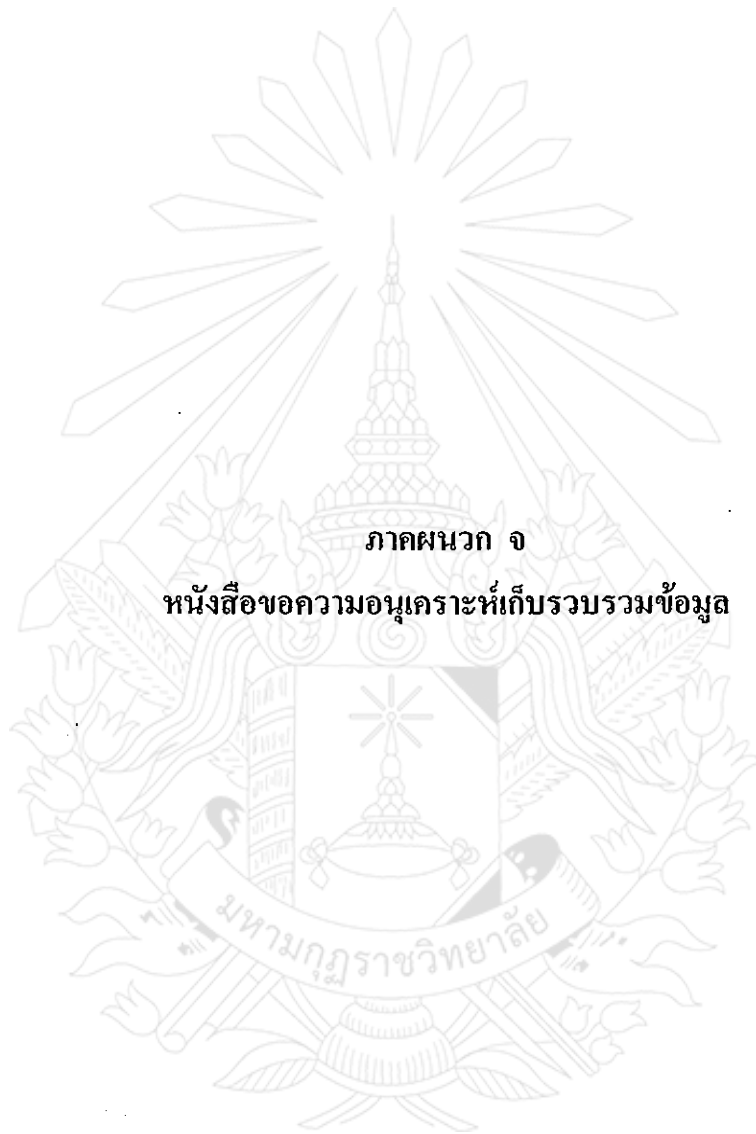 ภาคผนวก จ
หนังสือขอความอนุเคราะห์เก็บรวบรวมข้อมูล
มหามกุฏราชวิทยาลัย